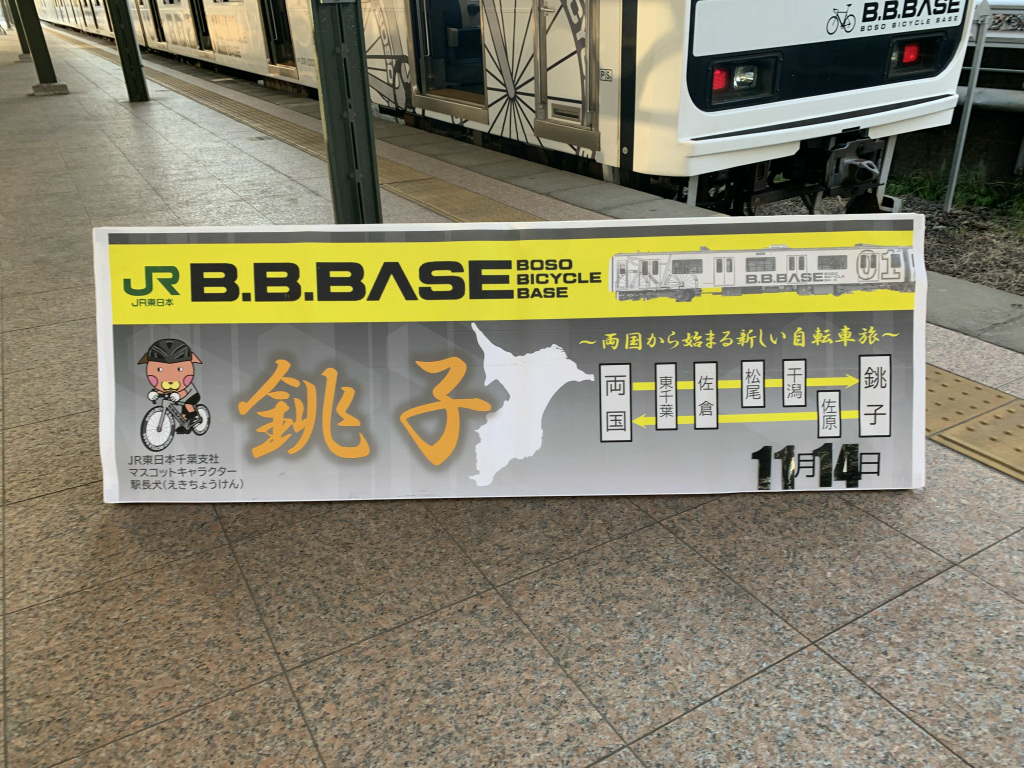 B.B.BASE
BOSO BICYCLE BASE
JR
JR東日本
B.B.BASE
BOSO
BICYCLE
BASE
B.B.BASE
01
~両国から始まる新しい自転車旅~
銚子
両国
東千葉
佐倉
松尾
干潟
佐原
銚子
11月14日
JR東日本千葉支社
マスコットキャラクター
駅長犬(えきちょうけん)